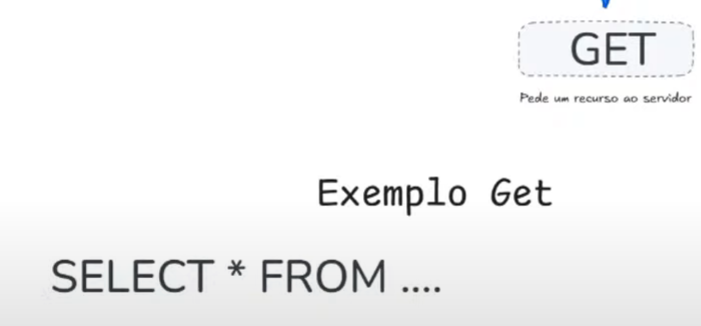 GET
Pede um recurso ao servidor
Exemplo Get
SELECT * FROM ....